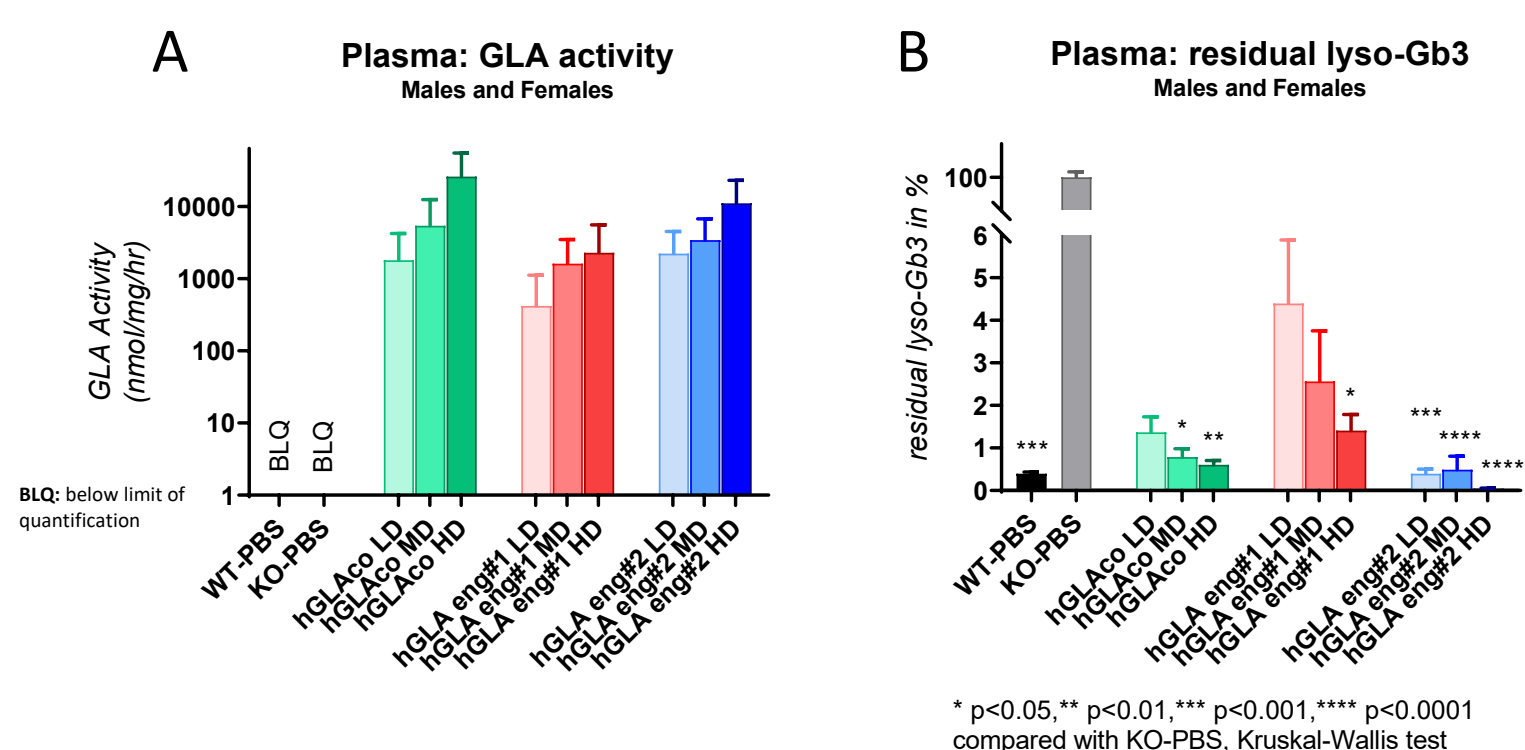 A
Plasma: GLA activity
Males and Females
GLA Activity
(nmol/mg/hr)
10000
1000
100
10
1
BLQ
BLQ
BLQ: below limit of
quantification
WT-PBS
KO-PBS
hGLAco LD
hGLAco MD
hGLAco HD
hGLA eng#1 LD
hGLA eng#1 MD
hGLA eng#1 HD
hGLA eng#2 LD
hGLA eng#2 MD
hGLA eng#2 HD
B
Plasma: residual lyso-Gb3
Males and Females
residual lyso-Gb3 in %
100
6
5
4
3
2
1
0
***
*
**
*
***
****
****
WT-PBS
KO-PBS
hGLAco LD
hGLAco MD
hGLAco HD
hGLA eng#1 LD
hGLA eng#1 MD
hGLA eng#1 HD
hGLA eng#2 LD
hGLA eng#2 MD
hGLA eng#2 HD
* p<0.05,** p<0.01,*** p<0.001,**** p<0.0001
compared with KO-PBS, Kruskal-Wallis test